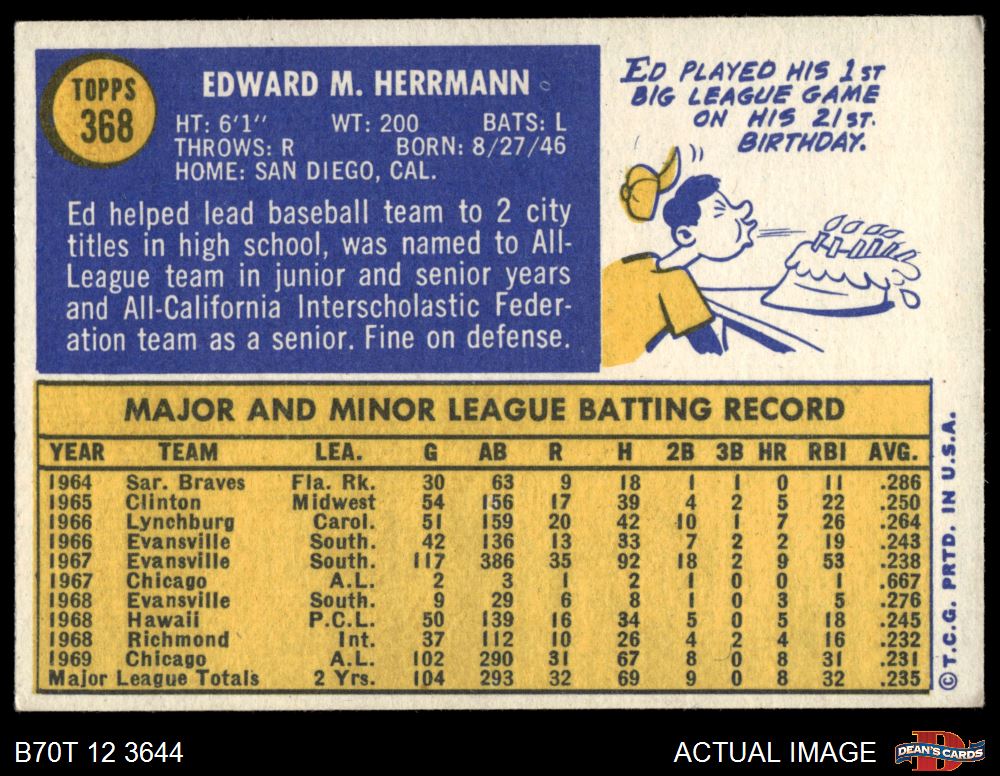 TOPPS
368
EDWARD M. HERRMANN
HT: 6'1" WT: 200 BATS: L
THROWS: R BORN: 8/27/46
HOME: SAN DIEGO, CAL.
Ed helped lead baseball team to 2 city
titles in high school, was named to All-
League team in junior and senior years
and All-California Interscholastic Feder-
ation team as a senior. Fine on defense.
ED PLAYED HIS 1ST
BIG LEAGUE GAME
ON HIS 21ST.
BIRTHDAY.
MAJOR AND MINOR LEAGUE BATTING RECORD
YEAR TEAM LEA. G AB R H 2B 3B HR RBI AVG.
1964 Sar. Braves Fla. Rk. 30 63 9 18 1 1 0 11 .286
1965 Clinton Midwest 54 156 17 39 4 2 5 22 .250
1966 Lynchburg Carol. 51 159 20 42 10 1 7 26 .264
1966 Evansville South. 42 136 13 33 7 2 2 19 .243
1967 Evansville South. 117 386 35 92 18 2 9 53 .238
1967 Chicago A.L. 2 3 1 2 1 0 0 1 .667
1968 Evansville South. 9 29 6 8 1 0 3 5 .276
1968 Hawaii P.C.L. 50 139 16 34 5 0 5 18 .245
1968 Richmond Int. 37 112 10 26 4 2 4 16 .232
1969 Chicago A.L. 102 290 31 67 8 0 8 31 .231
Major League Totals 2 Yrs. 104 293 32 69 9 0 8 32 .235
©T.C.G. PRTD. IN U.S.A.
B70T 12 3644 ACTUAL IMAGE
DEAN'S CARDS